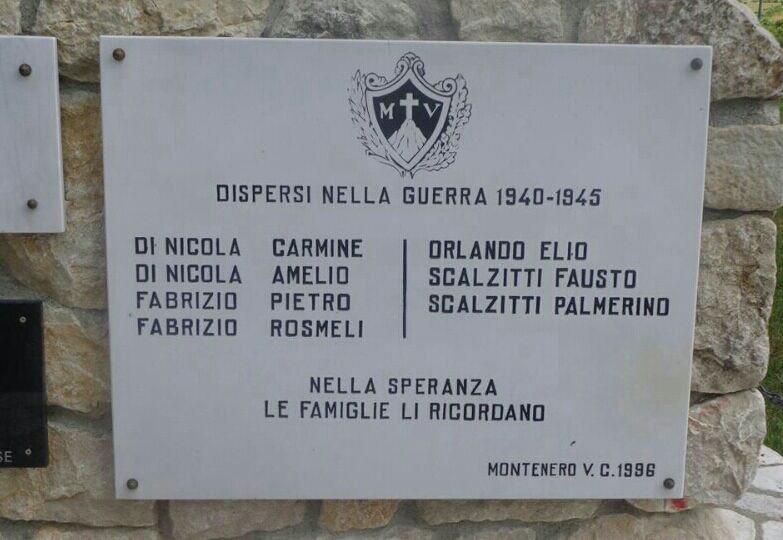 M V
DISPERSI NELLA GUERRA 1940-1945
DI NICOLA CARMINE
DI NICOLA AMELIO
FABRIZIO PIETRO
FABRIZIO ROSMELI
ORLANDO ELIO
SCALZITTI FAUSTO
SCALZITTI PALMERINO
NELLA SPERANZA
LE FAMIGLIE LI RICORDANO
MONTENERO V. C. 1996